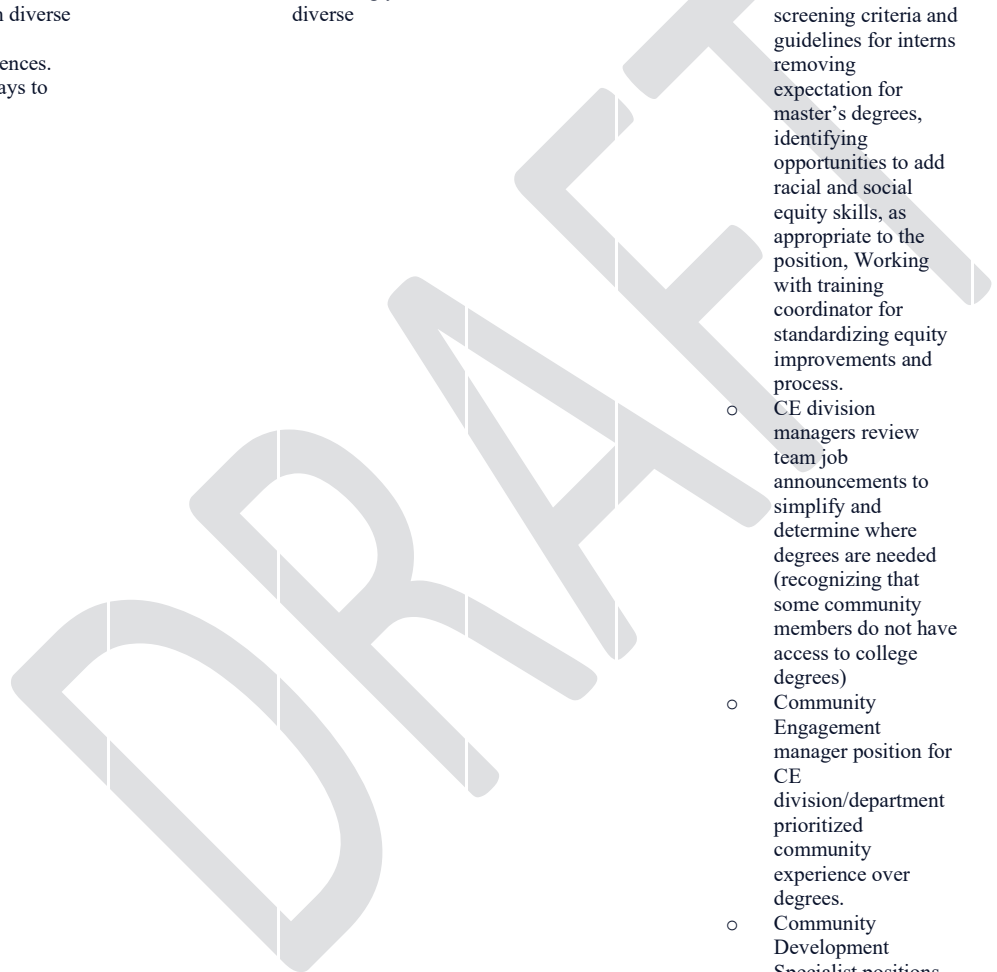 diverse
ences.
ays to
diverse
screening criteria and
guidelines for interns
removing
expectation for
master’s degrees,
identifying
opportunities to add
racial and social
equity skills, as
appropriate to the
position, Working
with training
coordinator for
standardizing equity
improvements and
process.
o CE division
managers review
team job
announcements to
simplify and
determine where
degrees are needed
(recognizing that
some community
members do not have
access to college
degrees)
o Community
Engagement
manager position for
CE
division/department
prioritized
community
experience over
degrees.
o Community
Development
Specialist positions
DRAFT